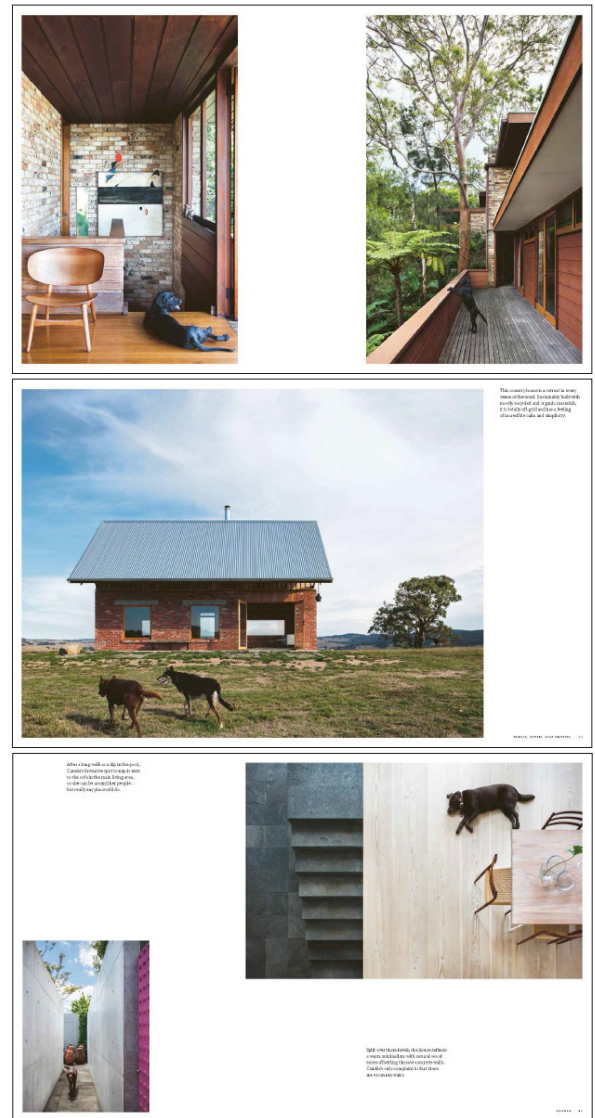 This country home is a retreat in every
sense of the word. Sustainably built with
mostly recycled and organic materials,
it is totally off-grid and has a feeling
of incredible calm and simplicity.
After a long walk or a dip in the pool,
favourite spot to nap is next
to the sofa in the main living area,
so she can be around her people –
but really any place will do.
Split over three levels, the house reflects
a warm minimalism with natural wood
tones offsetting the raw concrete walls.
only complaint is that there
are too many stairs.